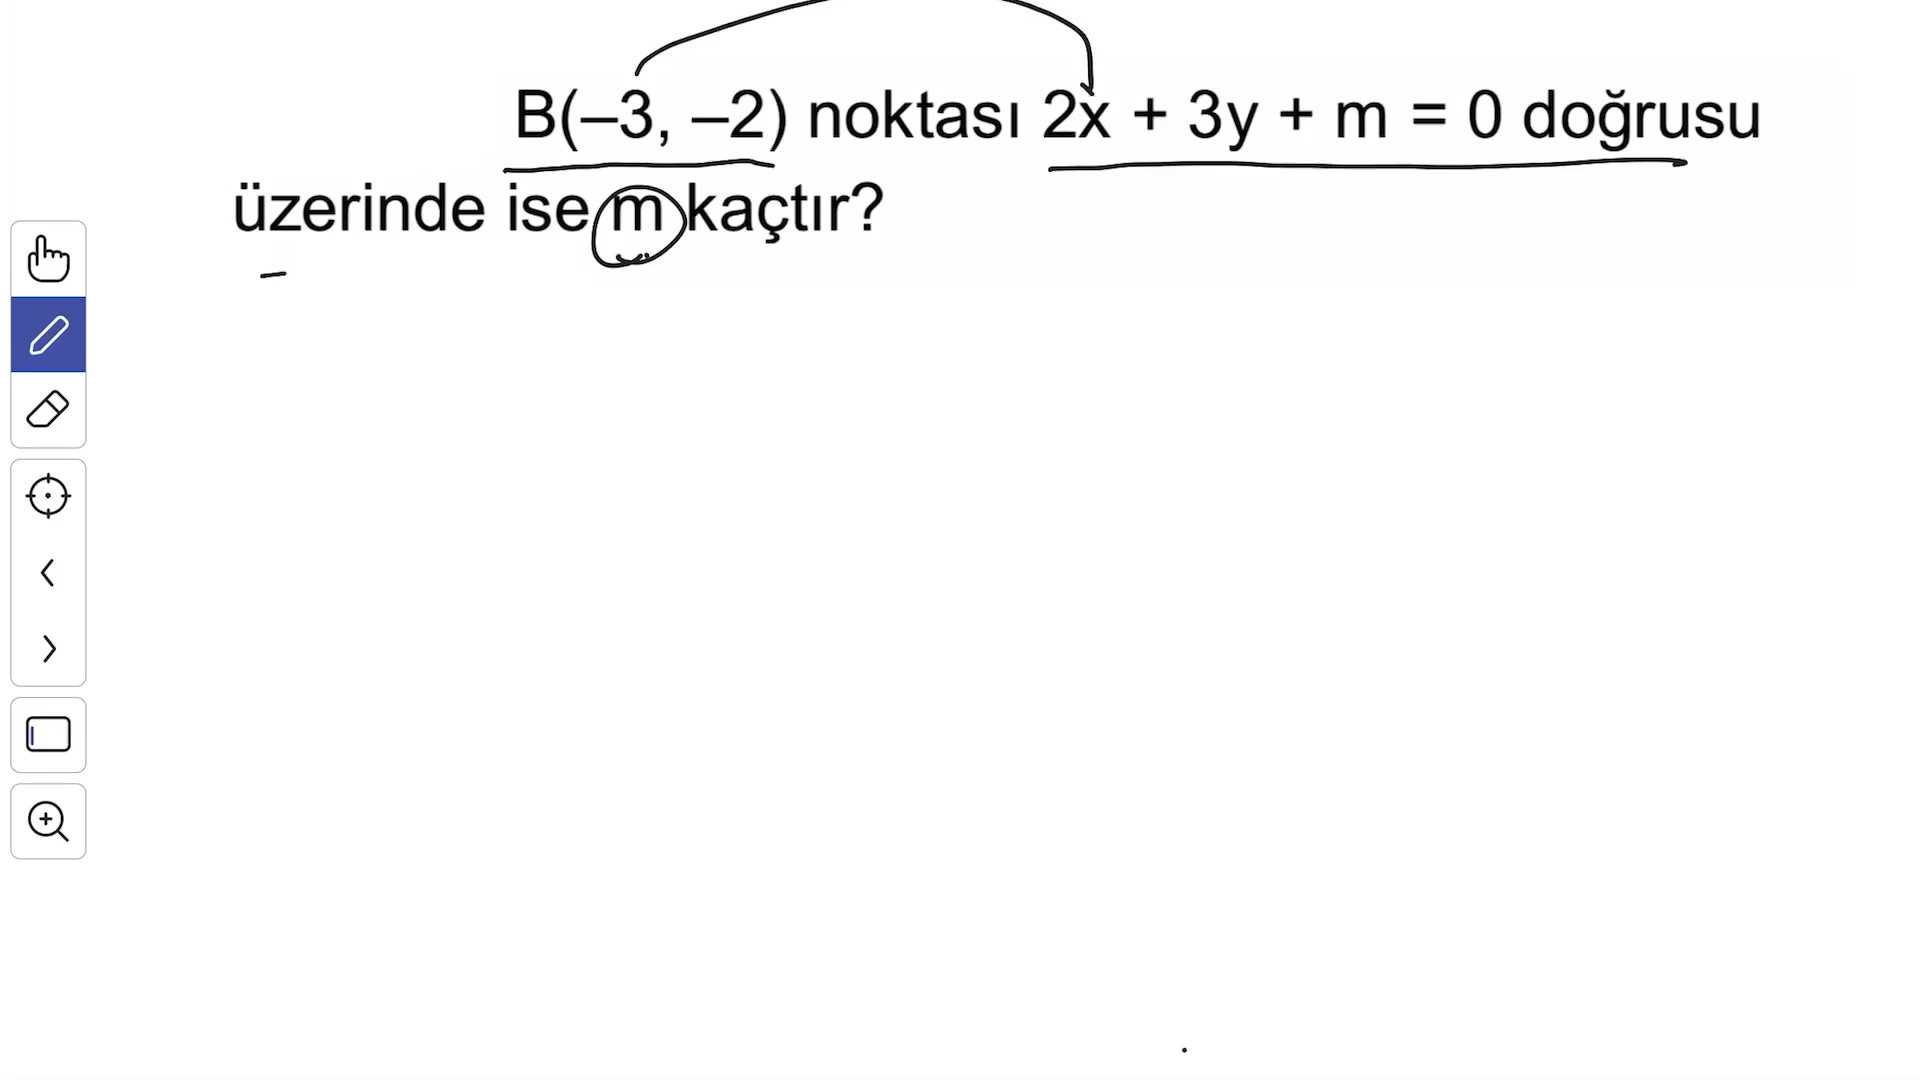 B(–3, –2) noktası 2x + 3y + m = 0 doğrusu
üzerinde ise m kaçtır?